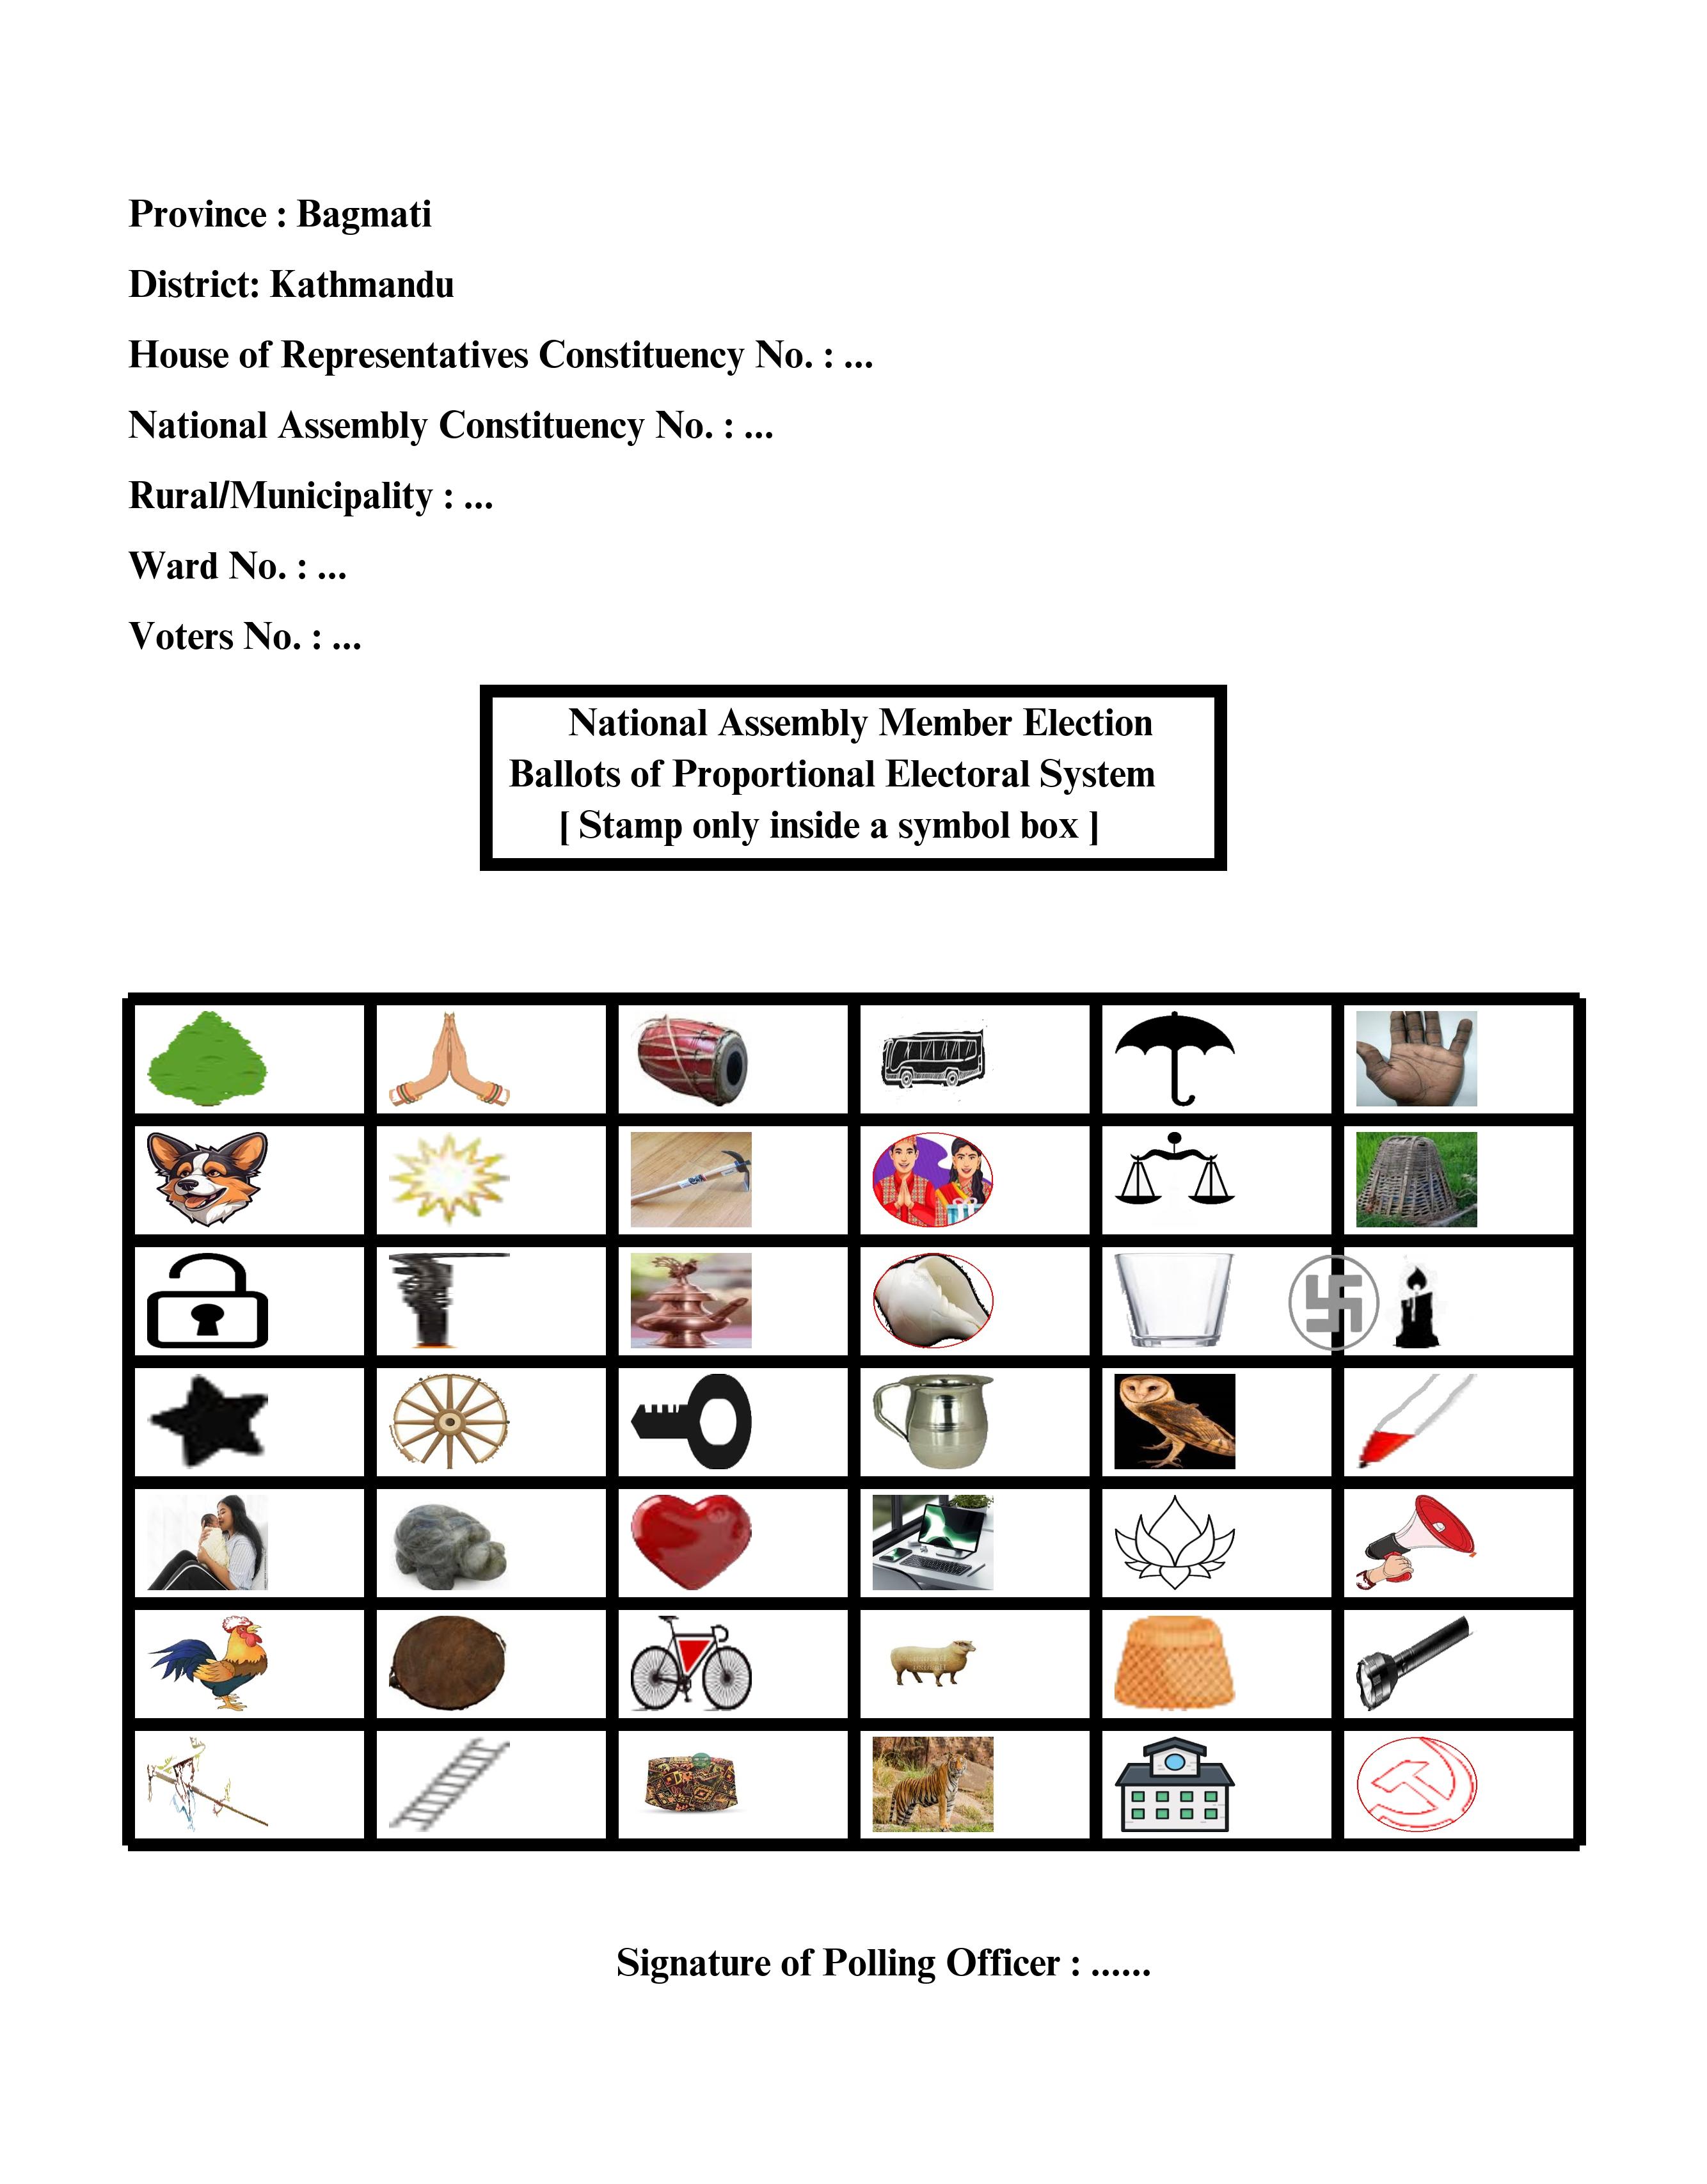 Province : Bagmati
District: Kathmandu
House of Representatives Constituency No. : ...
National Assembly Constituency No. : ...
Rural/Municipality : ...
Ward No. : ...
Voters No. : ...
National Assembly Member Election
Ballots of Proportional Electoral System
[ Stamp only inside a symbol box ]
Signature of Polling Officer : ......